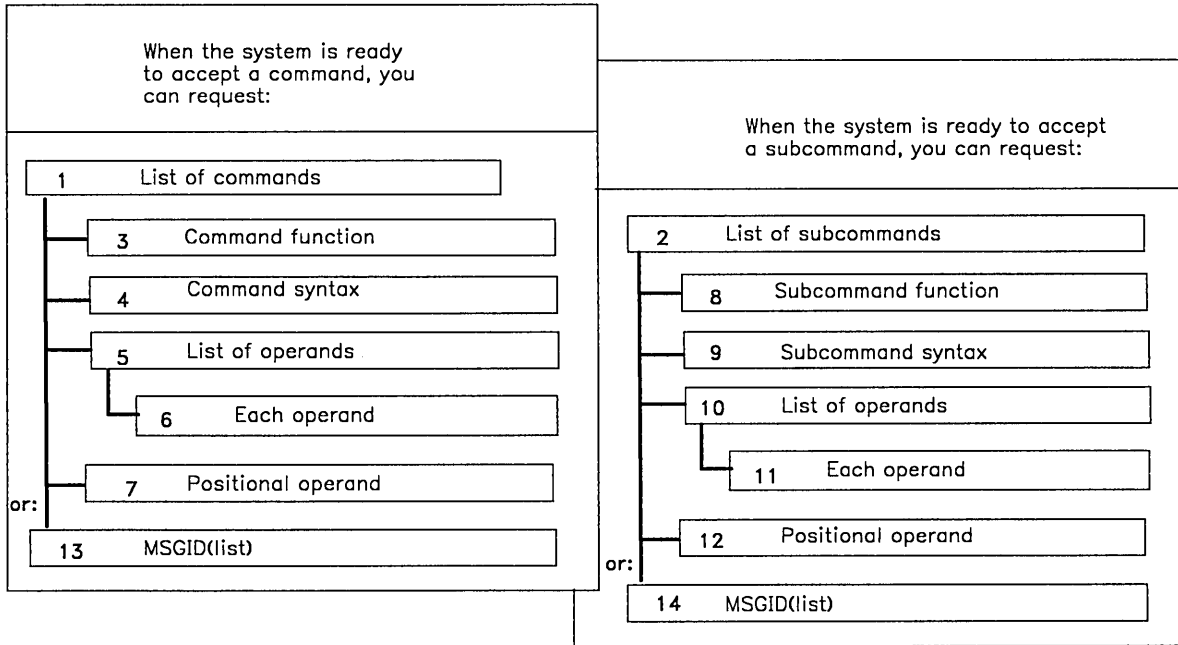 When the system is ready
to accept a command, you
can request:
1 List of commands
3 Command function
4 Command syntax
5 List of operands
6 Each operand
7 Positional operand
or:
13 MSGID(list)
When the system is ready to accept
a subcommand, you can request:
2 List of subcommands
8 Subcommand function
9 Subcommand syntax
10 List of operands
11 Each operand
12 Positional operand
or:
14 MSGID(list)